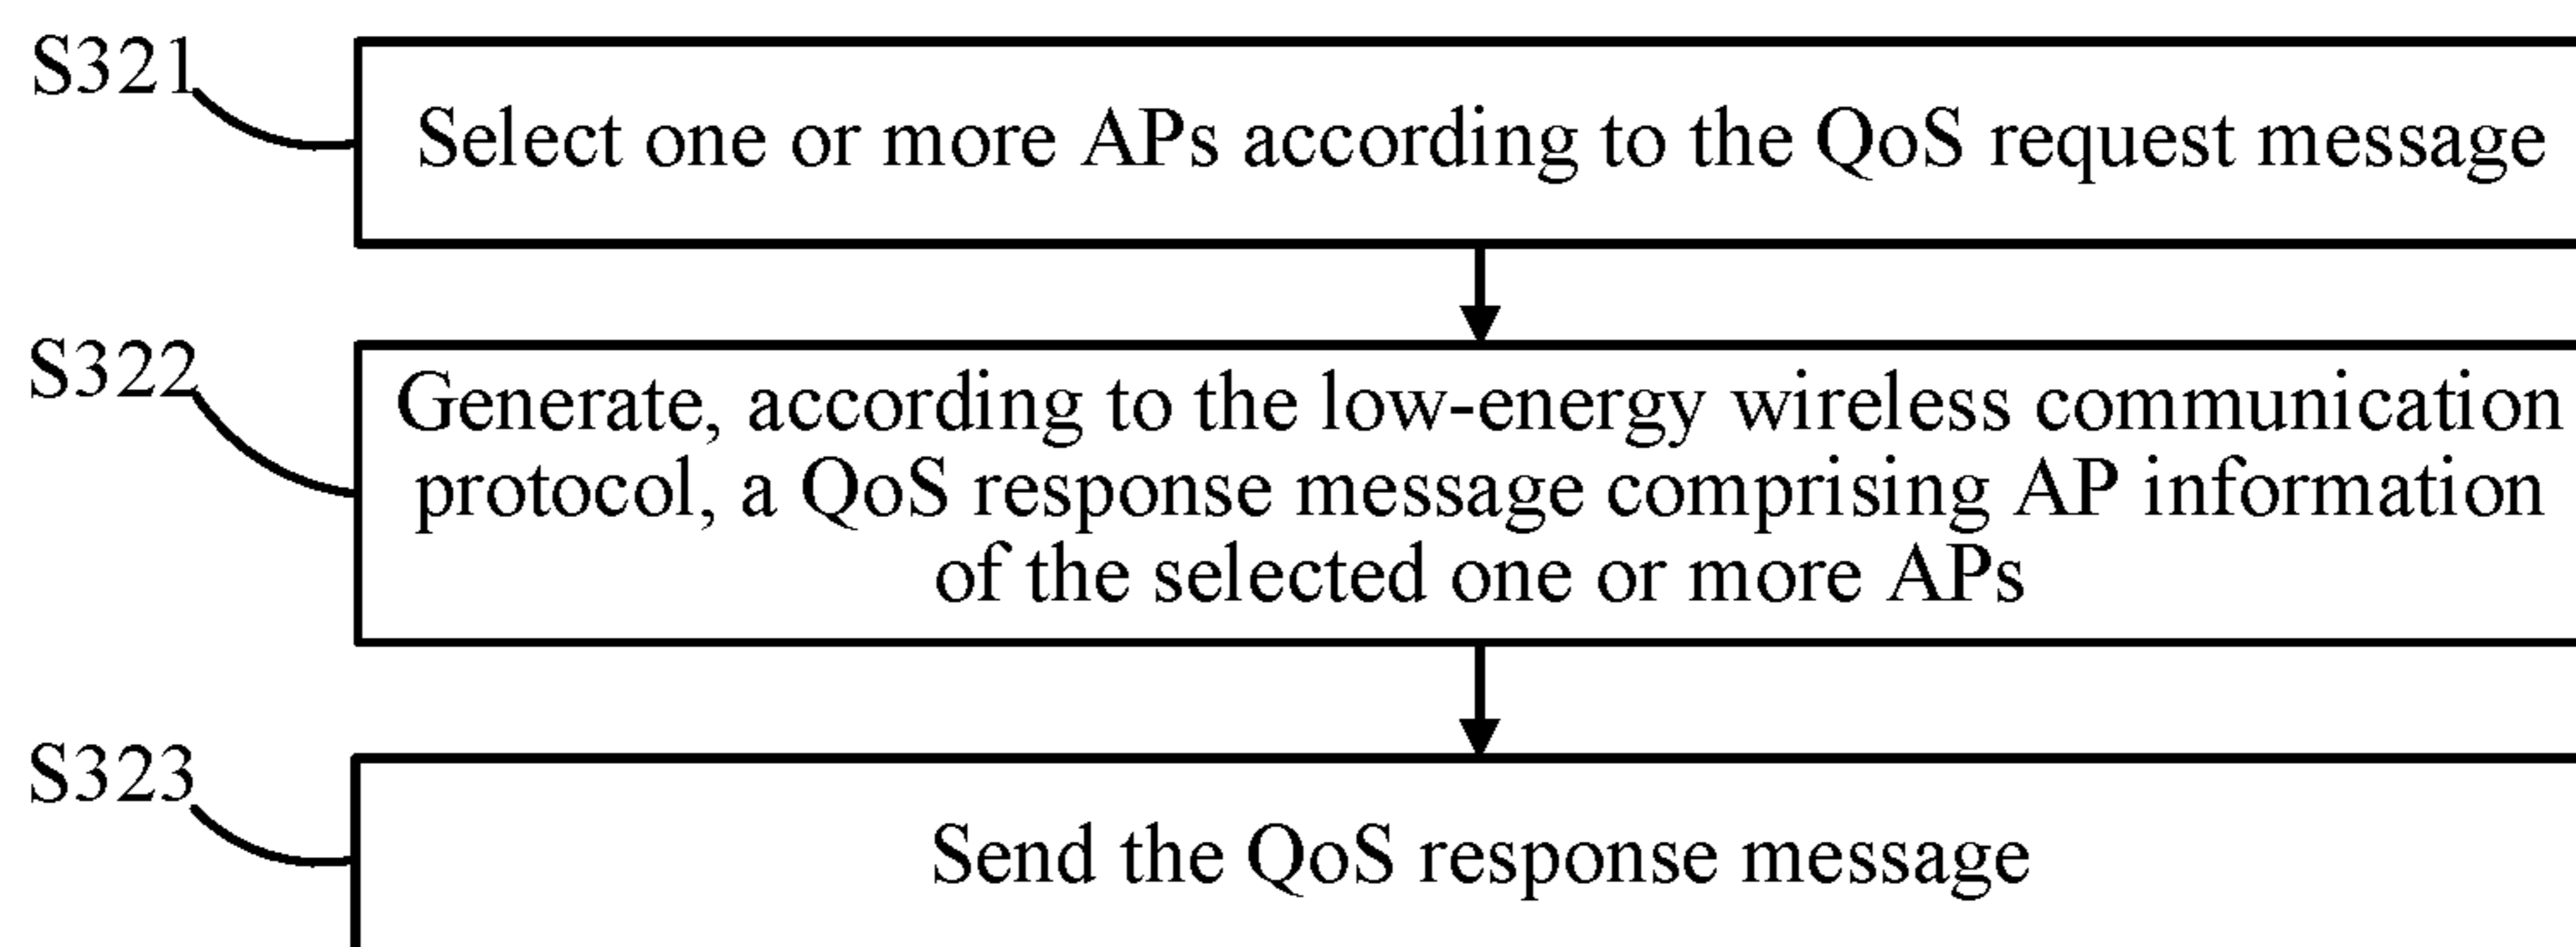 S321
Select one or more APs according to the QoS request message
S322
Generate, according to the low-energy wireless communication
protocol, a QoS response message comprising AP information
of the selected one or more APs
S323
Send the QoS response message